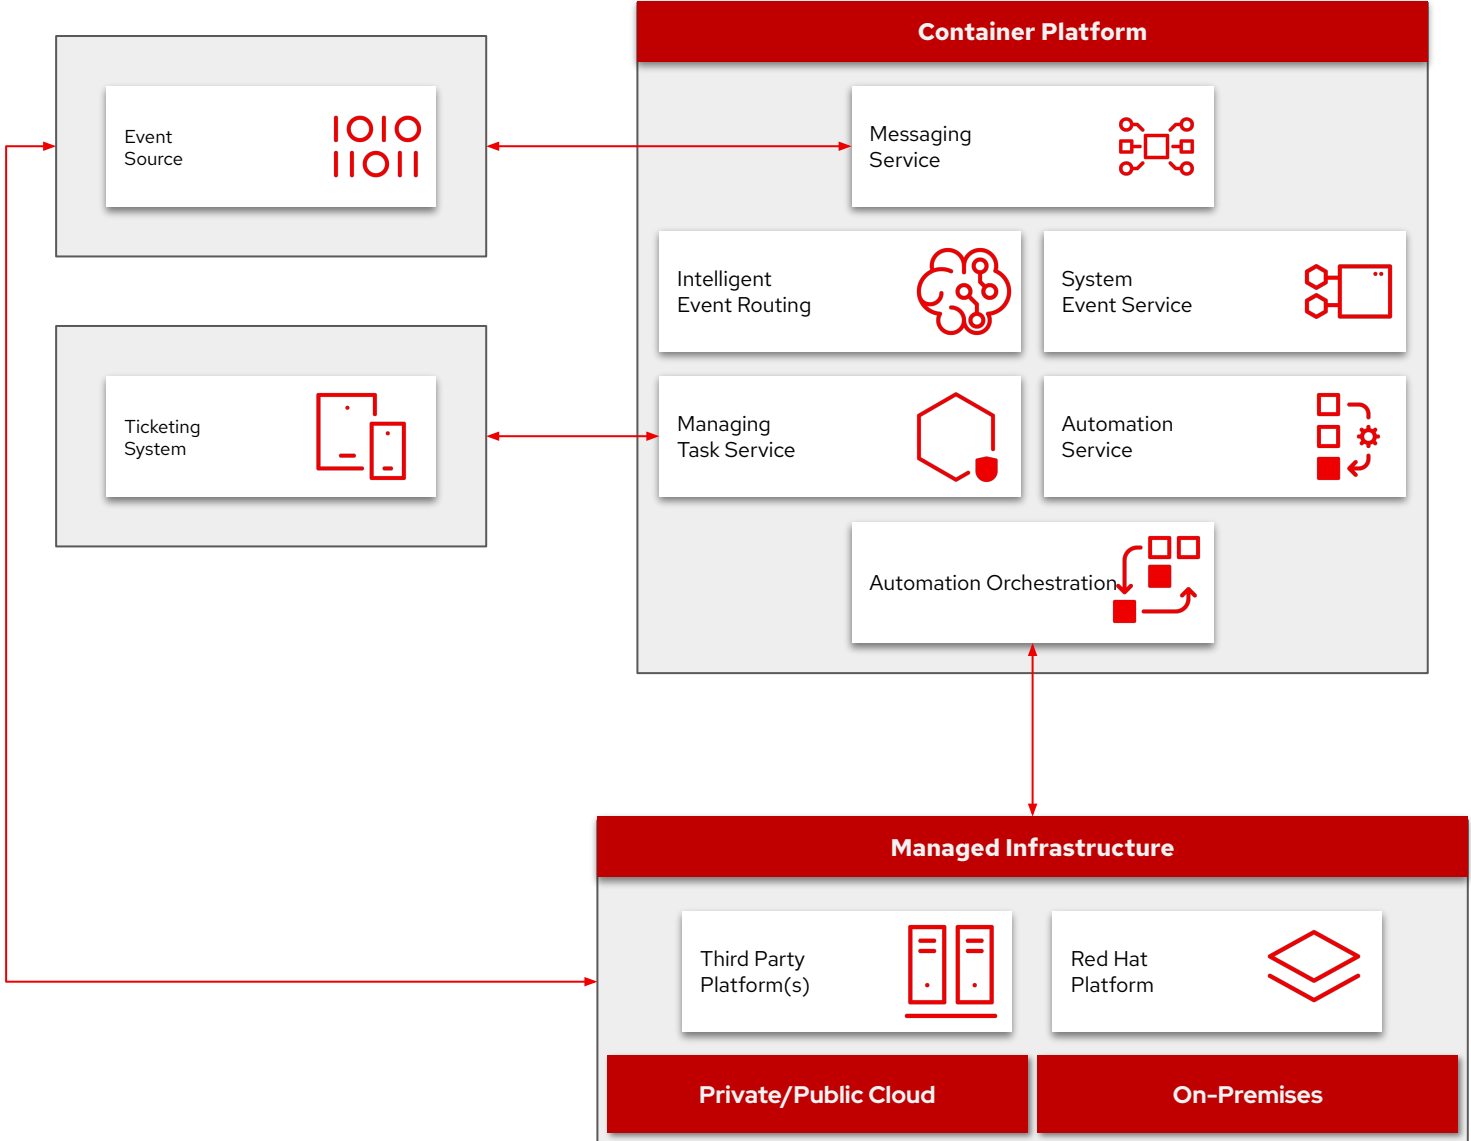 Container Platform
Event
Source
Messaging
Service
Intelligent
Event Routing
System
Event Service
Ticketing
System
Managing
Task Service
Automation
Service
Automation Orchestration
Managed Infrastructure
Third Party
Platform(s)
Red Hat
Platform
Private/Public Cloud
On-Premises